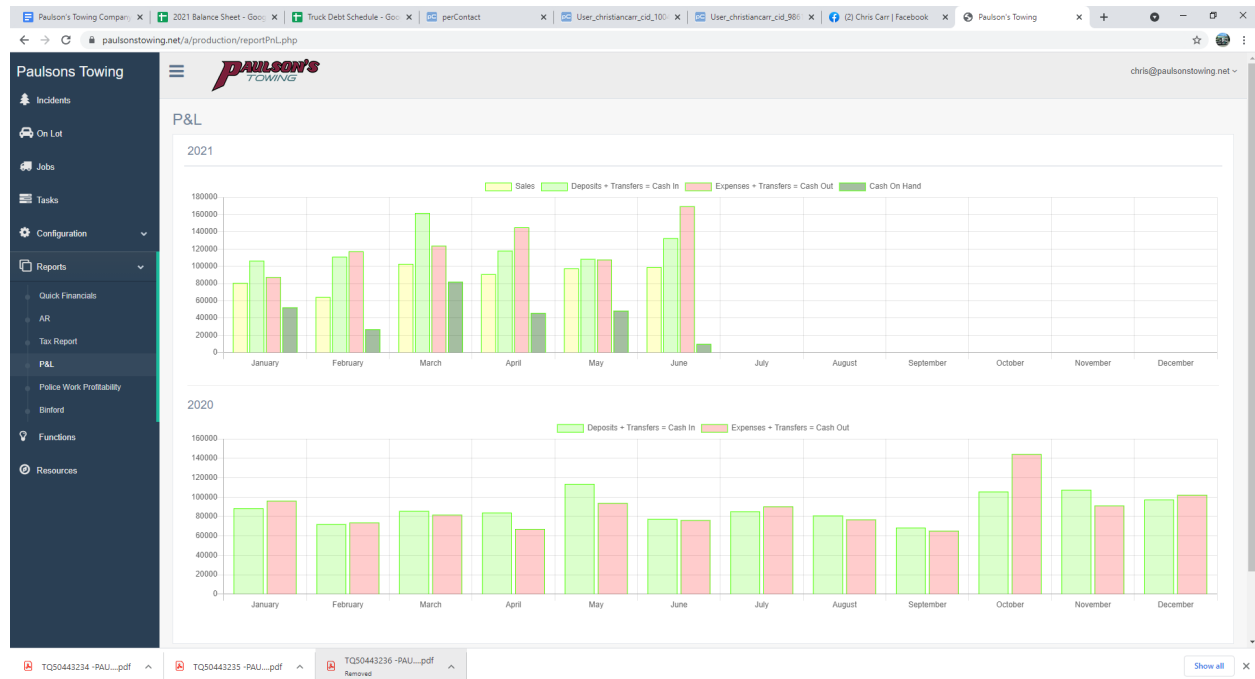 Paulson's Towing Company
2021 Balance Sheet - Goog
Truck Debt Schedule - Goo
perContact
User_christiancarr_cid_100
User_christiancarr_cid_986
(2) Chris Carr | Facebook
Paulson's Towing
paulsonstowing.net/a/production/reportPnL.php
Paulsons Towing
PAULSON'S
TOWING
chris@paulsonstowing.net
Incidents
On Lot
Jobs
Tasks
Configuration
Reports
Quick Financials
AR
Tax Report
P&L
Police Work Profitability
Binford
Functions
Resources
P&L
2021
Sales Deposits + Transfers = Cash In Expenses + Transfers = Cash Out Cash On Hand
180000
160000
140000
120000
100000
80000
60000
40000
20000
0
January February March April May June July August September October November December
2020
Deposits + Transfers = Cash In Expenses + Transfers = Cash Out
160000
140000
120000
100000
80000
60000
40000
20000
0
January February March April May June July August September October November December
TQ50443234 -PAU....pdf
TQ50443235 -PAU....pdf
TQ50443236 -PAU....pdf
Removed
Show all